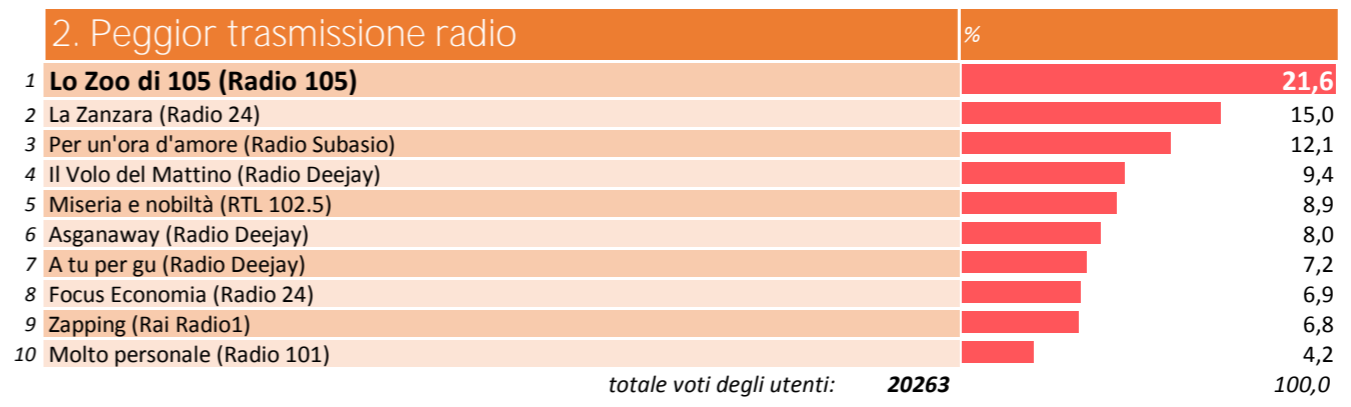 2. Peggior trasmissione radio %
1 Lo Zoo di 105 (Radio 105) 21,6
2 La Zanzara (Radio 24) 15,0
3 Per un'ora d'amore (Radio Subasio) 12,1
4 Il Volo del Mattino (Radio Deejay) 9,4
5 Miseria e nobiltà (RTL 102.5) 8,9
6 Asganaway (Radio Deejay) 8,0
7 A tu per gu (Radio Deejay) 7,2
8 Focus Economia (Radio 24) 6,9
9 Zapping (Rai Radio1) 6,8
10 Molto personale (Radio 101) 4,2
totale voti degli utenti: 20263 100,0